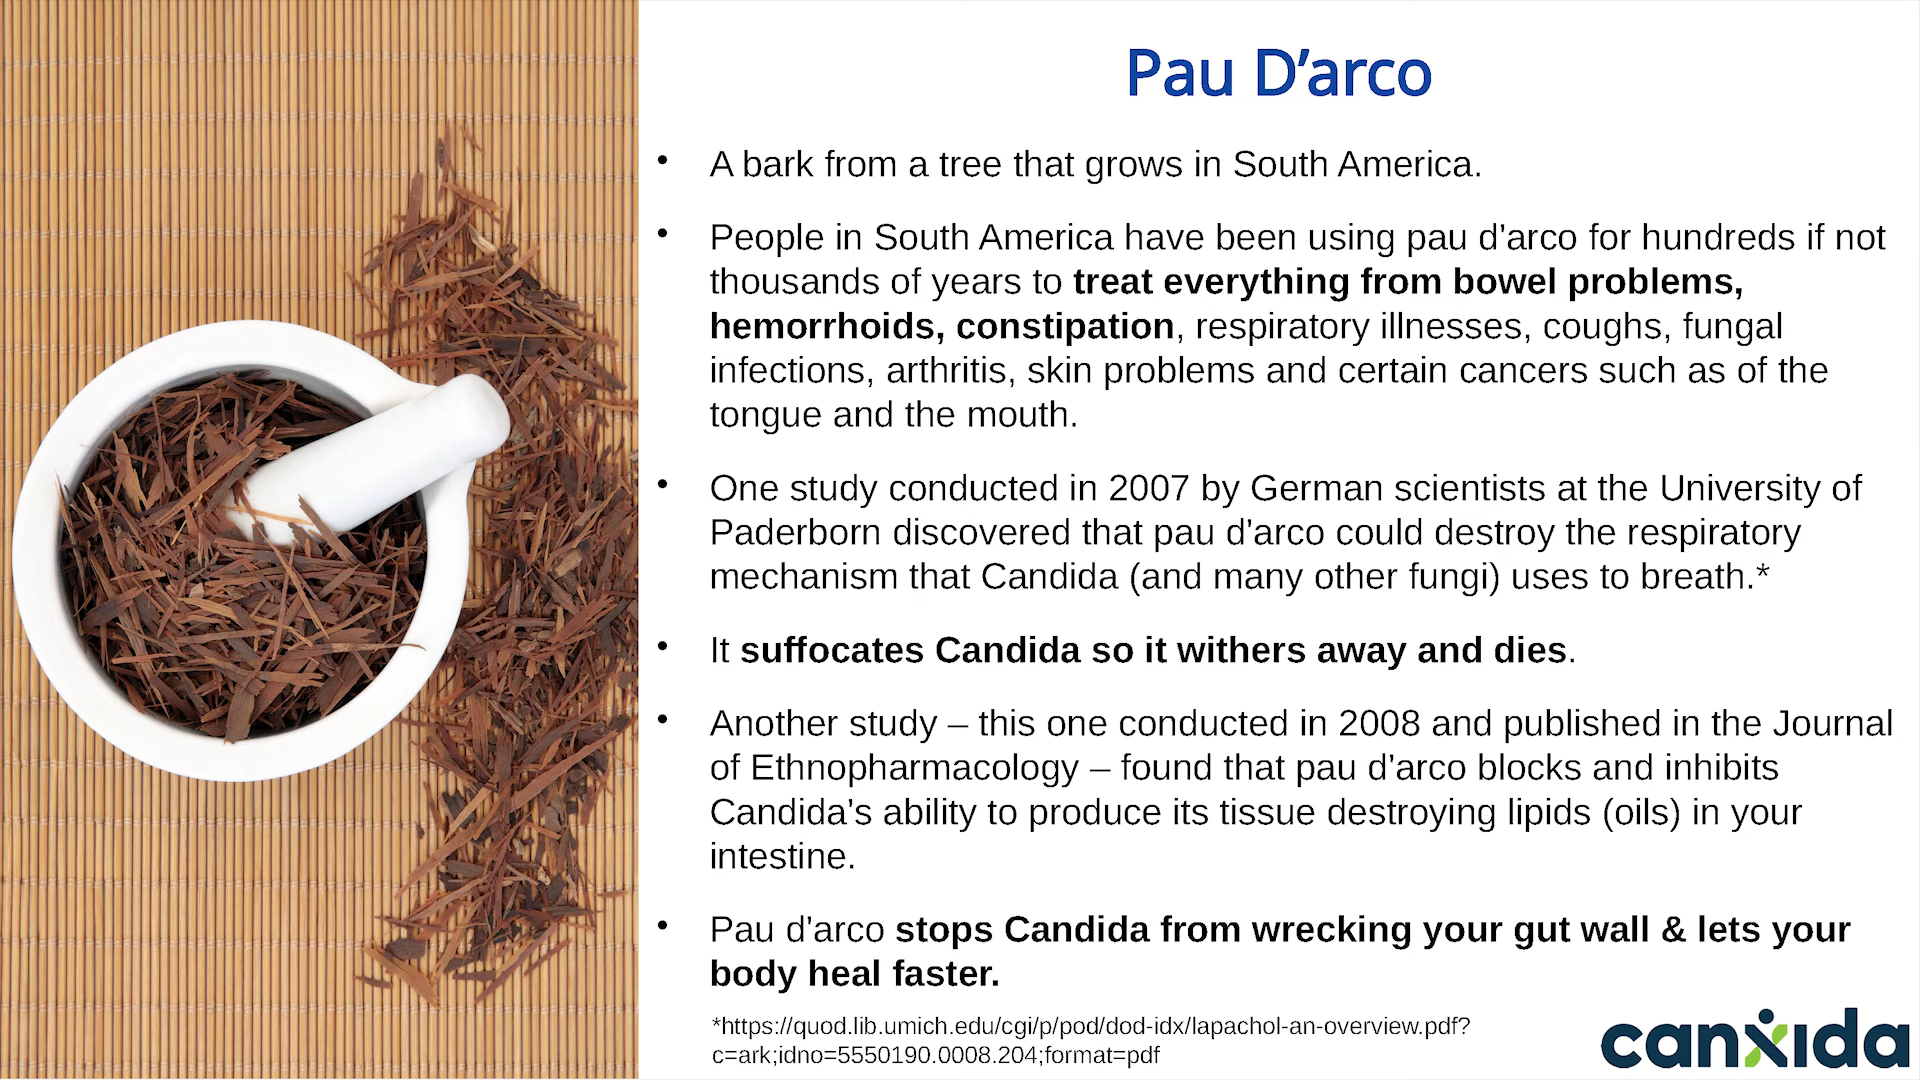 Pau D’arco
• A bark from a tree that grows in South America.
• People in South America have been using pau d'arco for hundreds if not
thousands of years to treat everything from bowel problems,
hemorrhoids, constipation, respiratory illnesses, coughs, fungal
infections, arthritis, skin problems and certain cancers such as of the
tongue and the mouth.
• One study conducted in 2007 by German scientists at the University of
Paderborn discovered that pau d'arco could destroy the respiratory
mechanism that Candida (and many other fungi) uses to breath.*
• It suffocates Candida so it withers away and dies.
• Another study – this one conducted in 2008 and published in the Journal
of Ethnopharmacology – found that pau d’arco blocks and inhibits
Candida's ability to produce its tissue destroying lipids (oils) in your
intestine.
• Pau d'arco stops Candida from wrecking your gut wall & lets your
body heal faster.
*https://quod.lib.umich.edu/cgi/p/pod/dod-idx/lapachol-an-overview.pdf?
c=ark;idno=5550190.0008.204;format=pdf
canxida